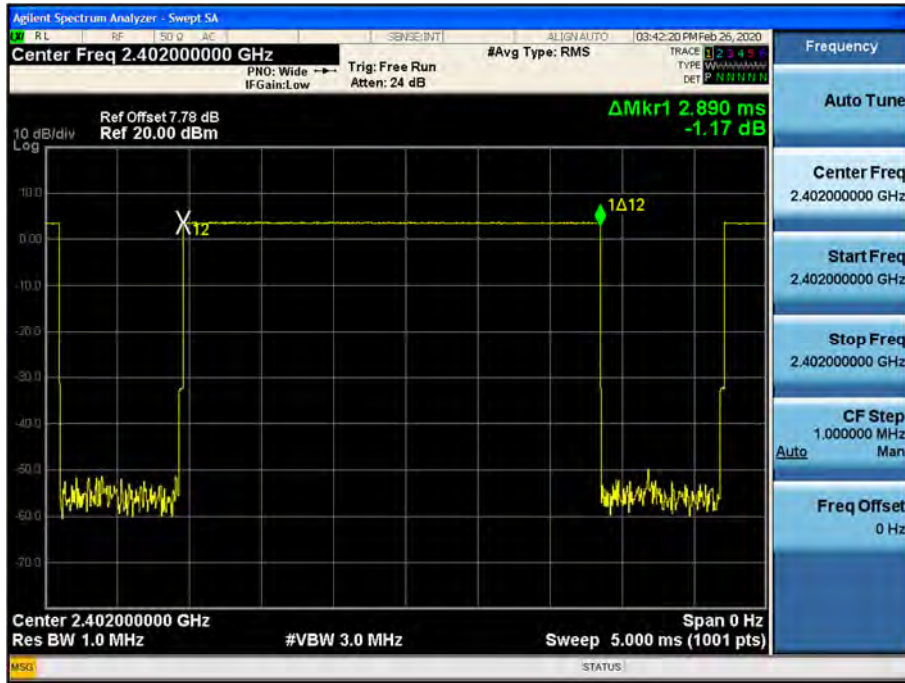 Agilent Spectrum Analyzer - Swept SA
RL RF 50 Ω AC SENSE:INT ALIGN AUTO 03:42:20 PM Feb 26, 2020
Center Freq 2.402000000 GHz
PNO: Wide
IFGain:Low
Trig: Free Run
Atten: 24 dB
#Avg Type: RMS
TRACE 1 2 3 4 5 6
TYPE
DET P N N N N N
Ref Offset 7.78 dB
Ref 20.00 dBm
10 dB/div
Log
ΔMkr1 2.890 ms
-1.17 dB
10.0
0.00
-10.0
-20.0
-30.0
-40.0
-50.0
-60.0
-70.0
12
1Δ12
Center 2.402000000 GHz
Span 0 Hz
Res BW 1.0 MHz
#VBW 3.0 MHz
Sweep 5.000 ms (1001 pts)
MSG
STATUS
Frequency
Auto Tune
Center Freq
2.402000000 GHz
Start Freq
2.402000000 GHz
Stop Freq
2.402000000 GHz
CF Step
1.000000 MHz
Auto Man
Freq Offset
0 Hz